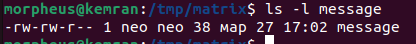 morpheus@kemran:/tmp/matrix$ ls -l message
-rw-rw-r-- 1 neo neo 38 мар 27 17:02 message